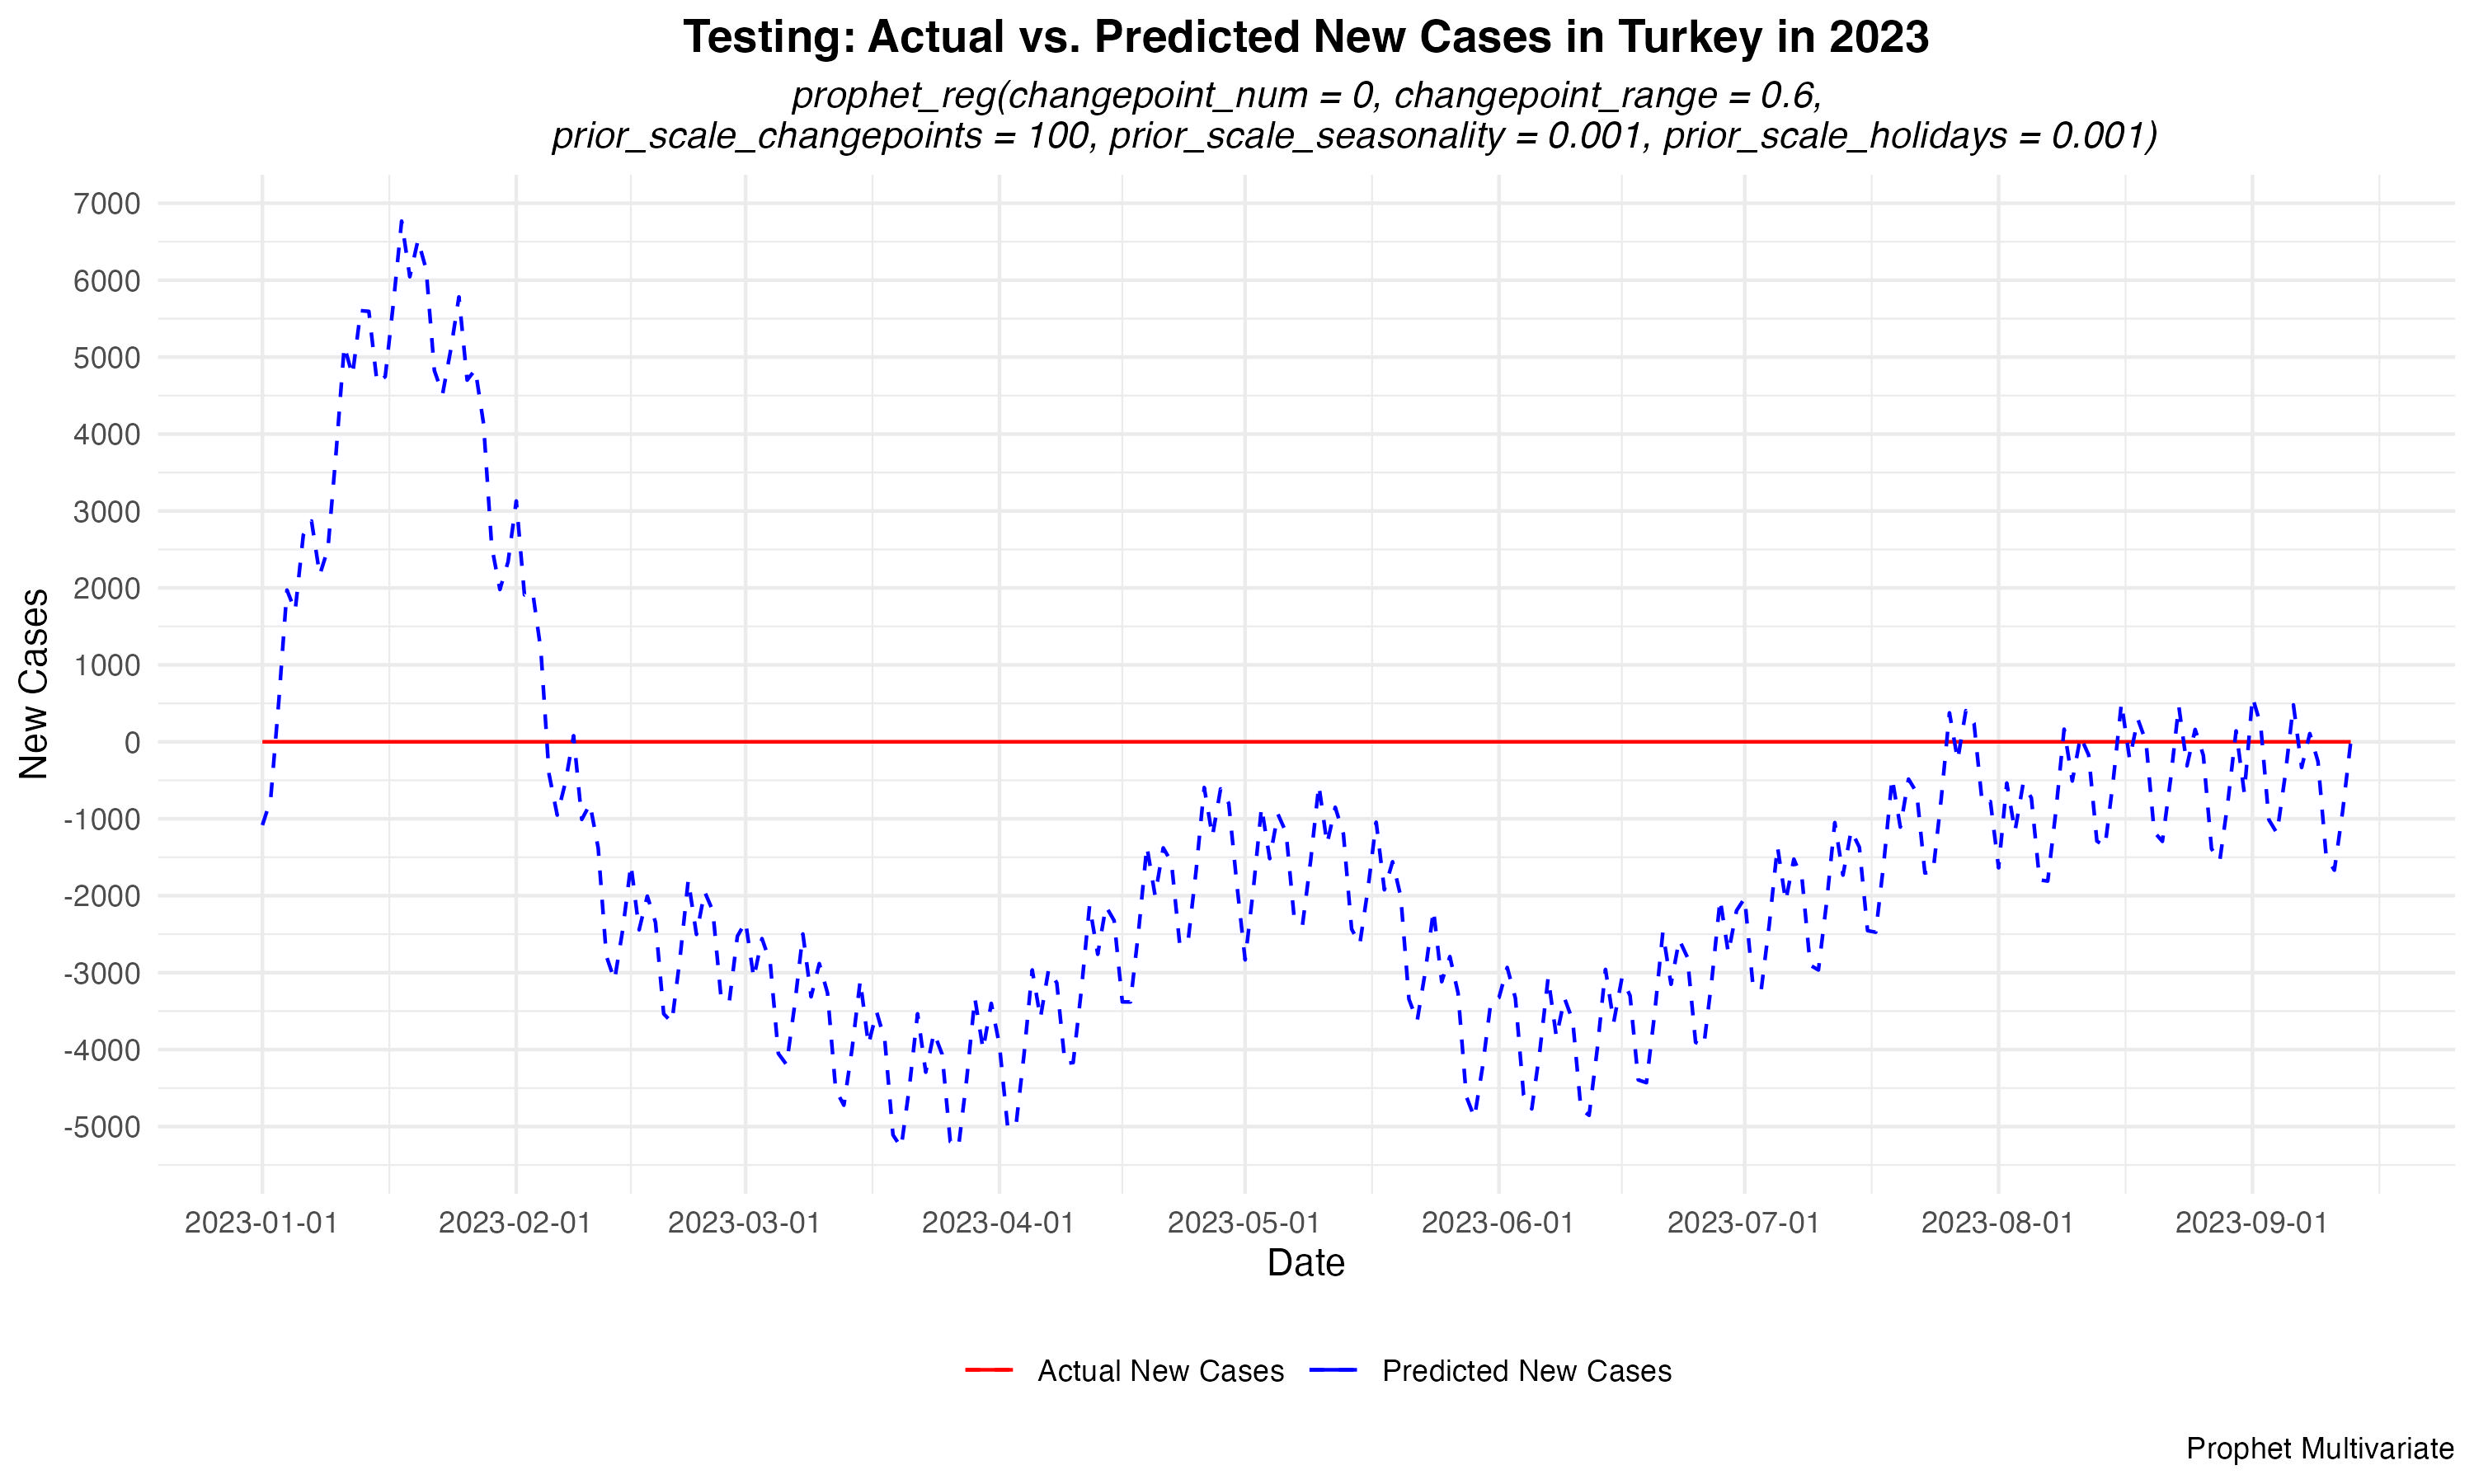 Testing: Actual vs. Predicted New Cases in Turkey in 2023
prophet_reg(changepoint_num = 0, changepoint_range = 0.6,
prior_scale_changepoints = 100, prior_scale_seasonality = 0.001, prior_scale_holidays = 0.001)
New Cases
7000
6000
5000
4000
3000
2000
1000
0
-1000
-2000
-3000
-4000
-5000
2023-01-01 2023-02-01 2023-03-01 2023-04-01 2023-05-01 2023-06-01 2023-07-01 2023-08-01 2023-09-01
Date
Actual New Cases Predicted New Cases
Prophet Multivariate